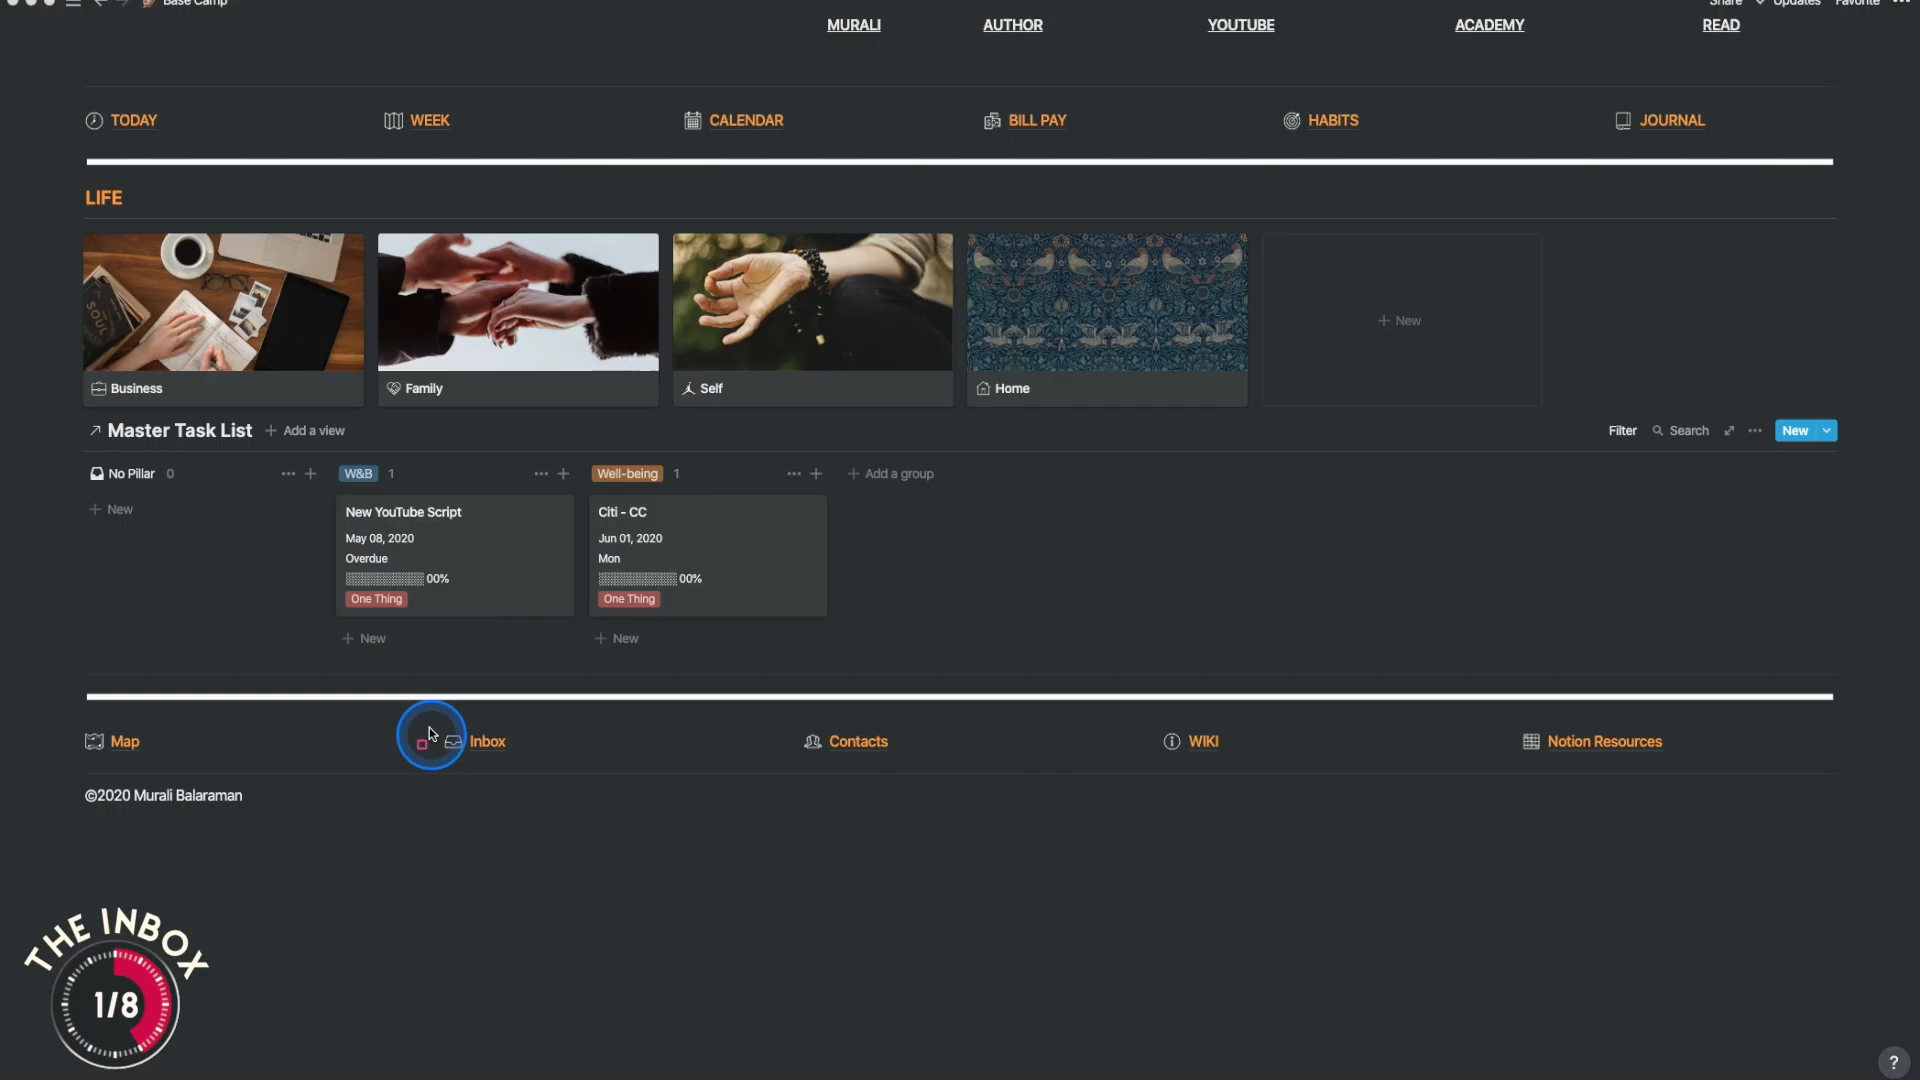 Base Camp
Share
Updates
Favorite
MURALI
AUTHOR
YOUTUBE
ACADEMY
READ
TODAY
WEEK
CALENDAR
BILL PAY
HABITS
JOURNAL
LIFE
SOUL
Business
Family
Self
Home
+ New
Master Task List
+ Add a view
Filter
Search
New
No Pillar 0
W&B 1
Well-being 1
+ Add a group
+ New
New YouTube Script
May 08, 2020
Overdue
00%
One Thing
+ New
Citi - CC
Jun 01, 2020
Mon
00%
One Thing
+ New
Map
Inbox
Contacts
WIKI
Notion Resources
©2020 Murali Balaraman
THE INBOX
1/8
?